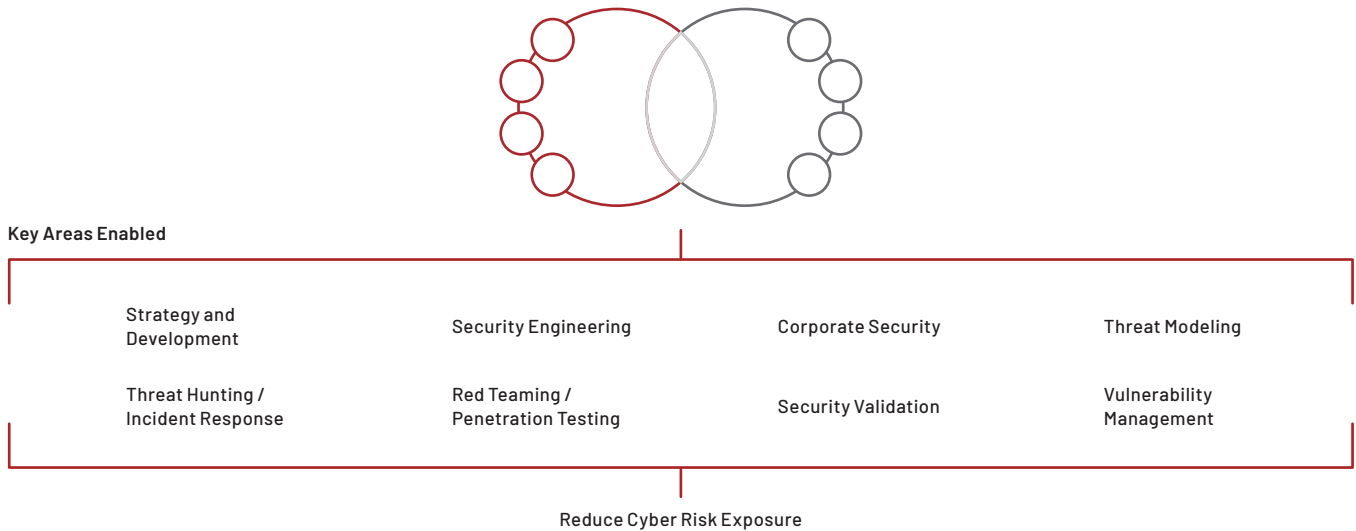 Key Areas Enabled
Strategy and
Development
Security Engineering
Corporate Security
Threat Modeling
Threat Hunting /
Incident Response
Red Teaming /
Penetration Testing
Security Validation
Vulnerability
Management
Reduce Cyber Risk Exposure